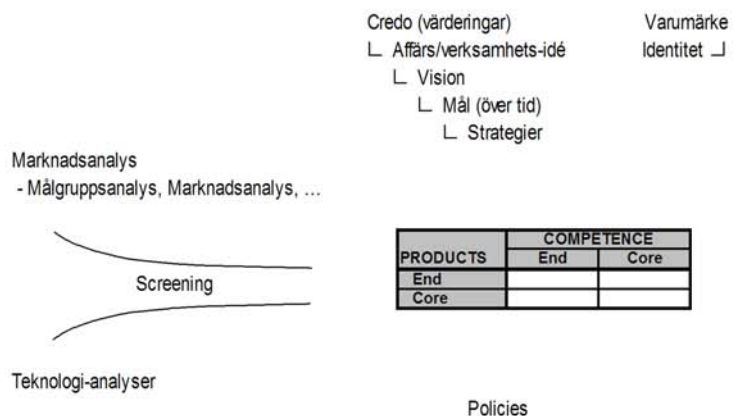 Credo (värderingar) Varumärke
Affärs/verksamhets-idé Identitet
Vision
Mål (över tid)
Strategier
Marknadsanalys
- Målgruppsanalys, Marknadsanalys, …
COMPETENCE
PRODUCTS End Core
End
Core
Screening
Teknologi-analyser
Policies